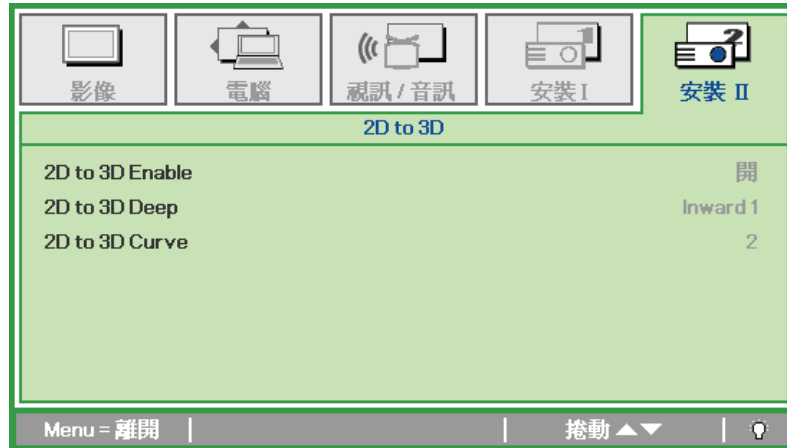 影像
電腦
視訊 / 音訊
安裝 I
安裝 II
2D to 3D
2D to 3D Enable 開
2D to 3D Deep Inward 1
2D to 3D Curve 2
Menu = 離開 捲動 ▲▼